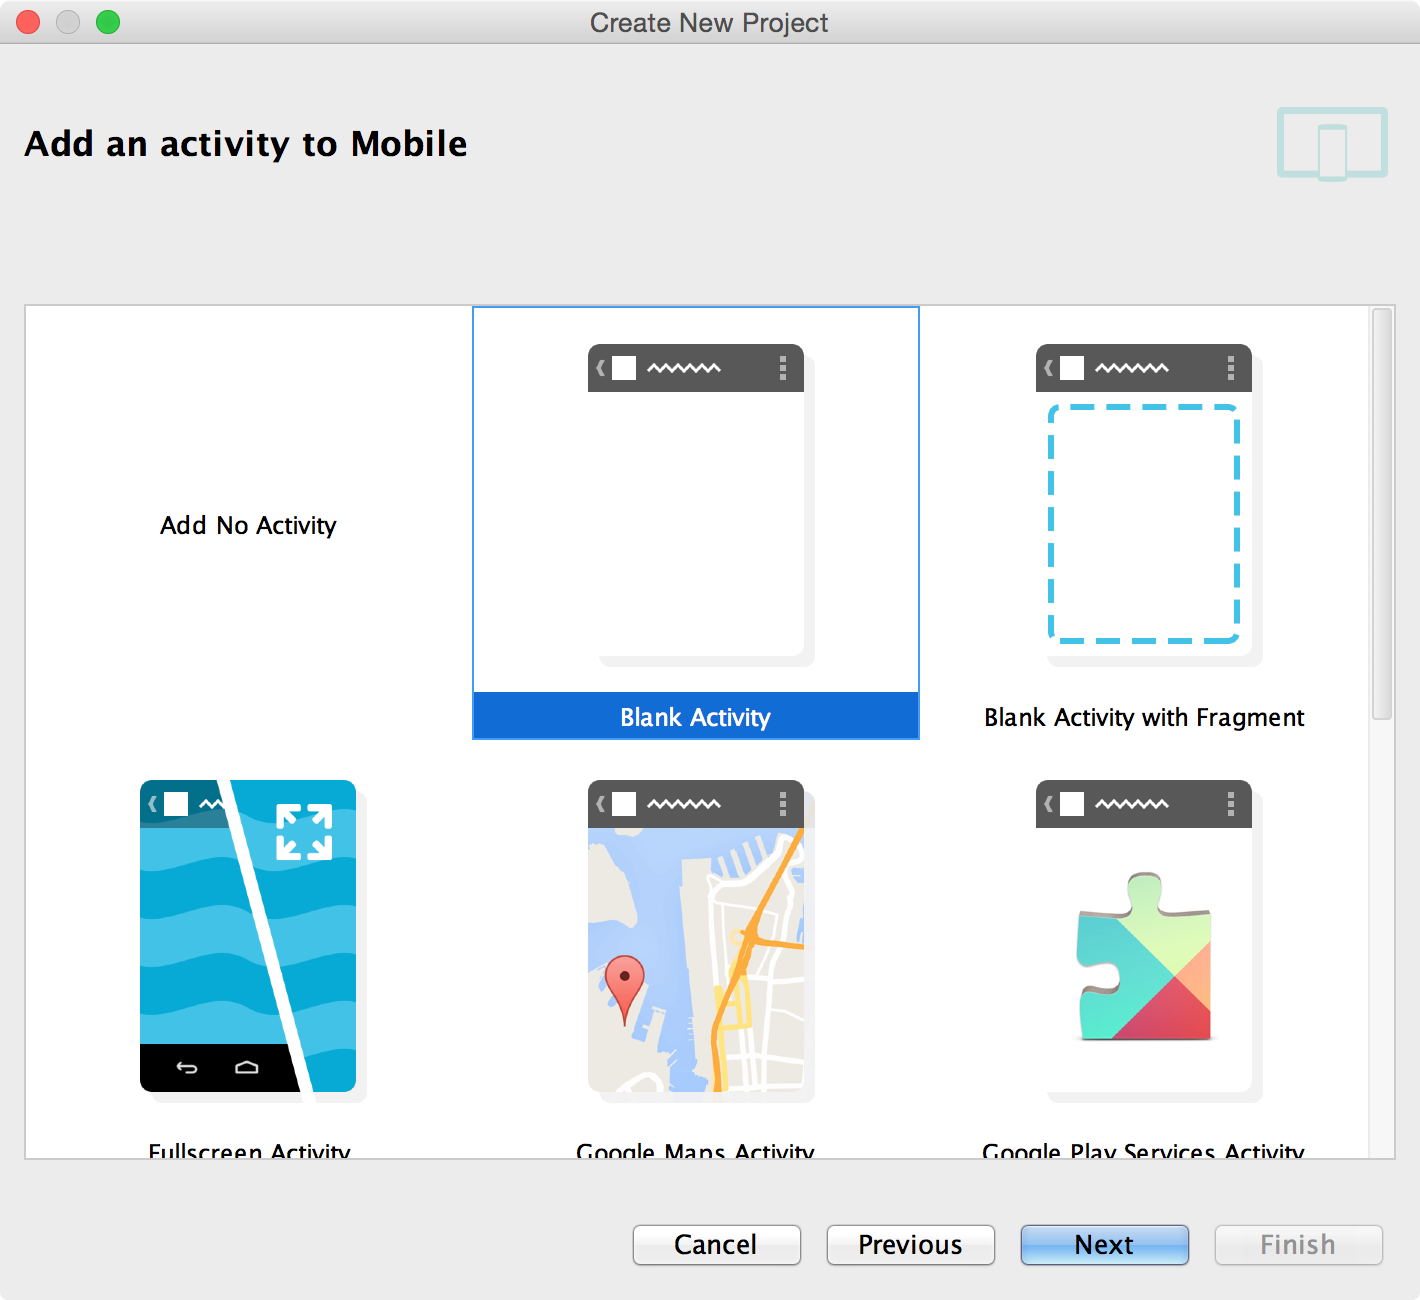 Create New Project
Add an activity to Mobile
Add No Activity
Blank Activity
Blank Activity with Fragment
Fullscreen Activity
Google Maps Activity
Google Play Services Activity
Cancel
Previous
Next
Finish